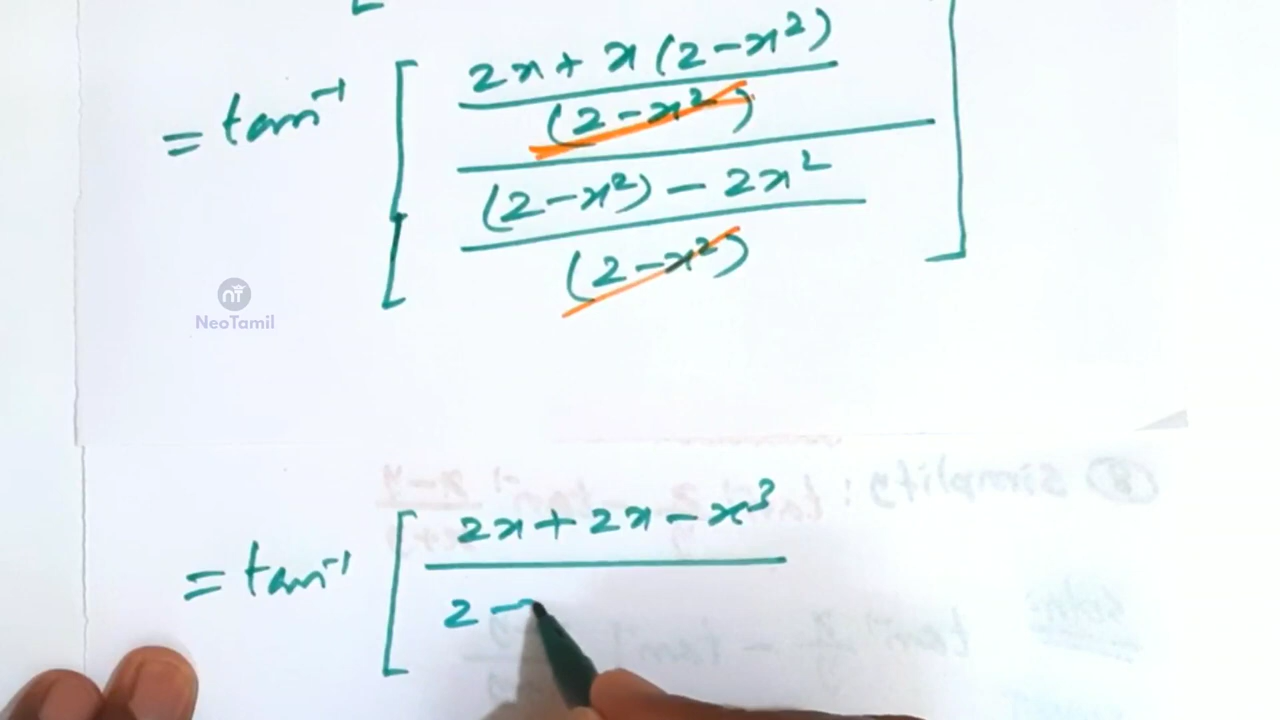 = tan⁻¹ [
2x + x (2 - x²)
(2 - x²)
(2 - x²) - 2x²
(2 - x²)
]
NT
NeoTamil
= tan⁻¹ [
2x + 2x - x³
2 -